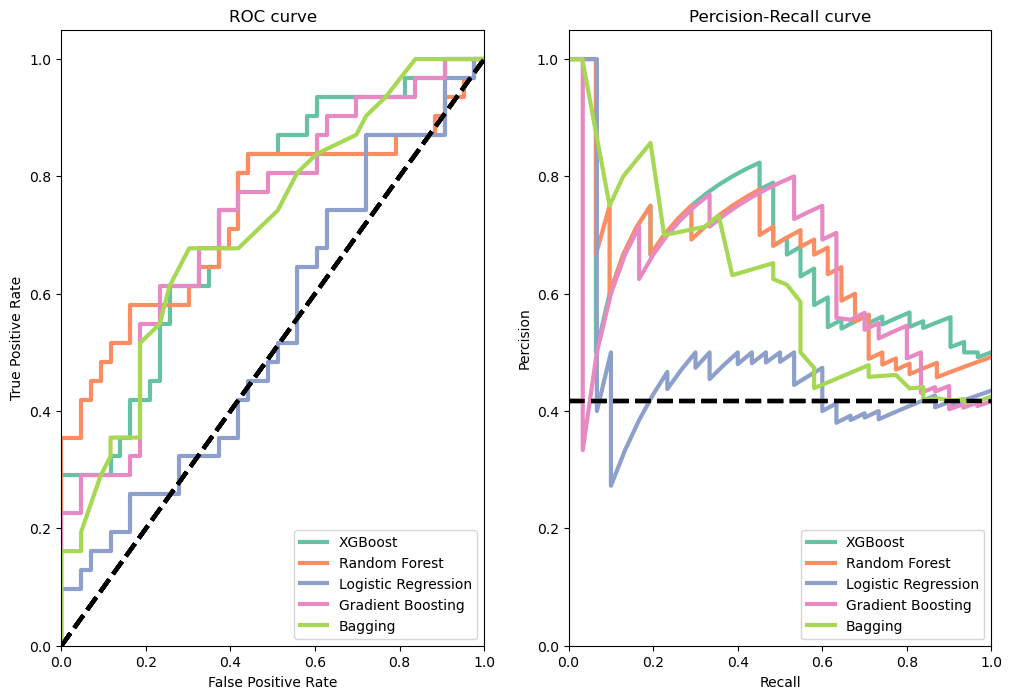 ROC curve
True Positive Rate
1.0
0.8
0.6
0.4
0.2
0.0
XGBoost
Random Forest
Logistic Regression
Gradient Boosting
Bagging
0.0 0.2 0.4 0.6 0.8 1.0
False Positive Rate
Percision-Recall curve
Percision
1.0
0.8
0.6
0.4
0.2
0.0
XGBoost
Random Forest
Logistic Regression
Gradient Boosting
Bagging
0.0 0.2 0.4 0.6 0.8 1.0
Recall